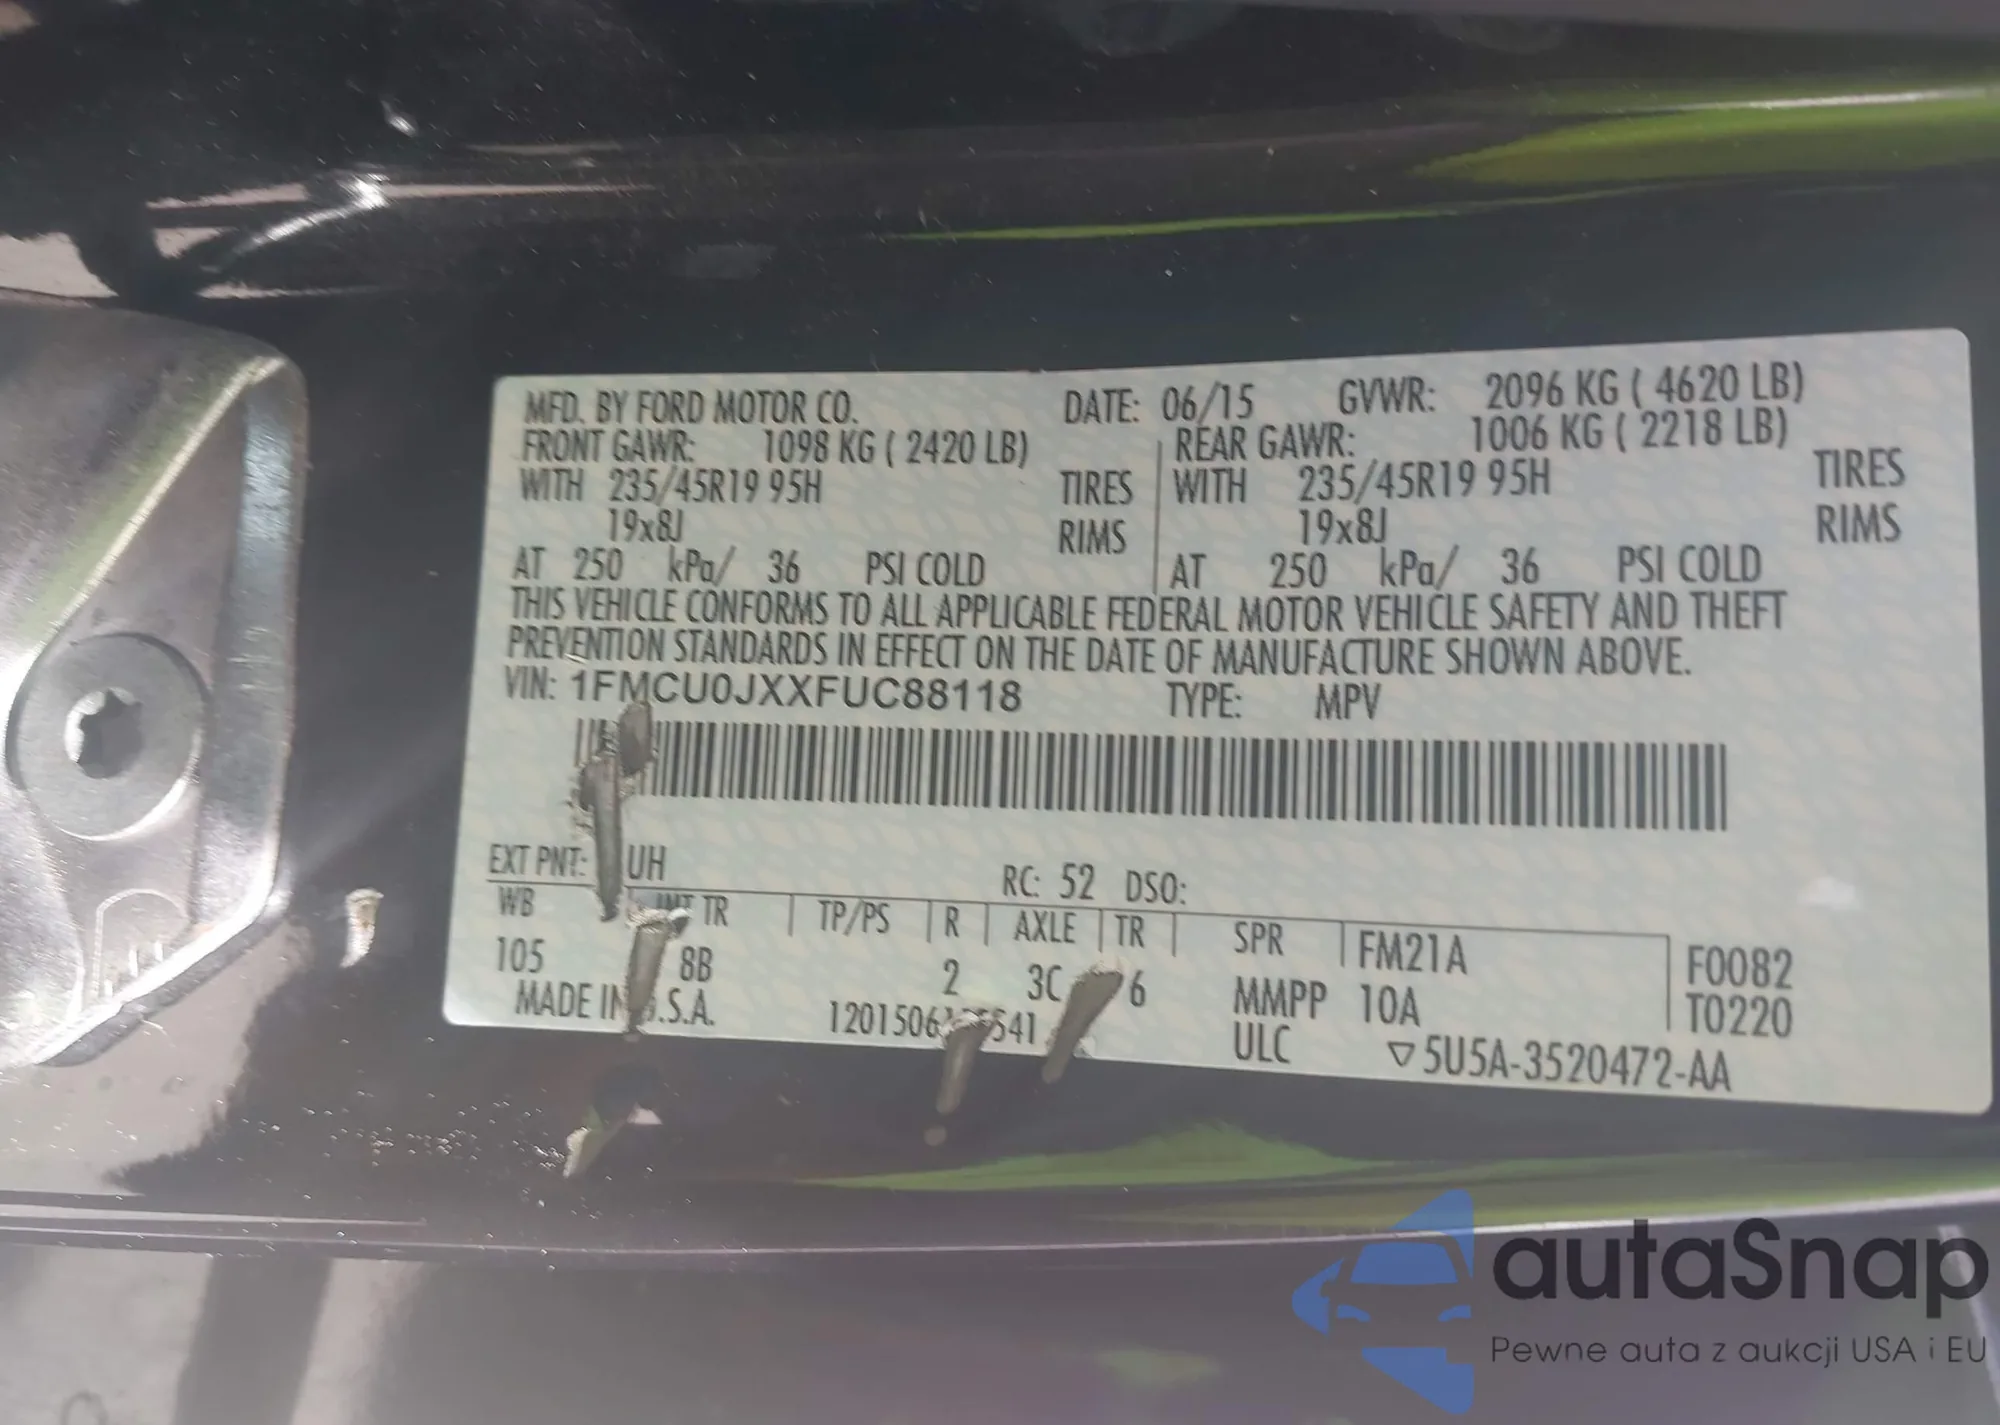 MFD. BY FORD MOTOR CO. DATE: 06/15 GVWR: 2096 KG ( 4620 LB)
FRONT GAWR: 1098 KG ( 2420 LB) REAR GAWR: 1006 KG ( 2218 LB)
WITH 235/45R19 95H TIRES WITH 235/45R19 95H TIRES
19x8J RIMS 19x8J RIMS
AT 250 kPa/ 36 PSI COLD AT 250 kPa/ 36 PSI COLD
THIS VEHICLE CONFORMS TO ALL APPLICABLE FEDERAL MOTOR VEHICLE SAFETY AND THEFT
PREVENTION STANDARDS IN EFFECT ON THE DATE OF MANUFACTURE SHOWN ABOVE.
VIN: 1FMCU0JXXFUC88118 TYPE: MPV
EXT PNT: UH RC: 52 DSO:
WB INT TR TP/PS R AXLE TR SPR FM21A F0082
105 8B 2 3C 6 MMPP 10A T0220
MADE IN U.S.A. ULC ▽5U5A-3520472-AA
autaSnap
Pewne auta z aukcji USA i EU